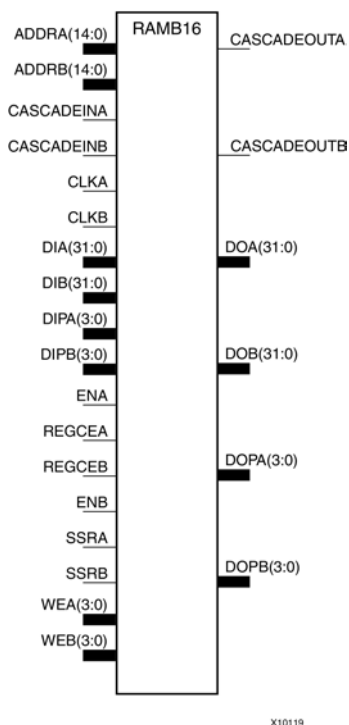 RAMB16
ADDRA(14:0)
ADDRB(14:0)
CASCADEINA
CASCADEINB
CLKA
CLKB
DIA(31:0)
DIB(31:0)
DIPA(3:0)
DIPB(3:0)
ENA
REGCEA
REGCEB
ENB
SSRA
SSRB
WEA(3:0)
WEB(3:0)
CASCADEOUTA
CASCADEOUTB
DOA(31:0)
DOB(31:0)
DOPA(3:0)
DOPB(3:0)
X10119